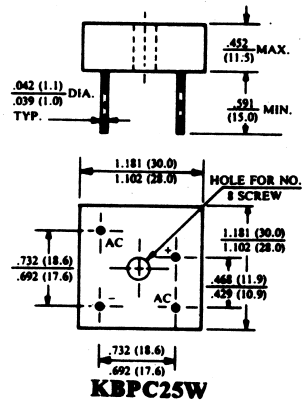 .452 MAX.
(11.5)
.042 (1.1) DIA.
.039 (1.0)
TYP.
.591 MIN.
(15.0)
1.181 (30.0)
1.102 (28.0)
HOLE FOR NO.
8 SCREW
AC
+
1.181 (30.0)
1.102 (28.0)
.732 (18.6)
.692 (17.6)
.468 (11.9)
.429 (10.9)
-
AC
.732 (18.6)
.692 (17.6)
KBPC25W